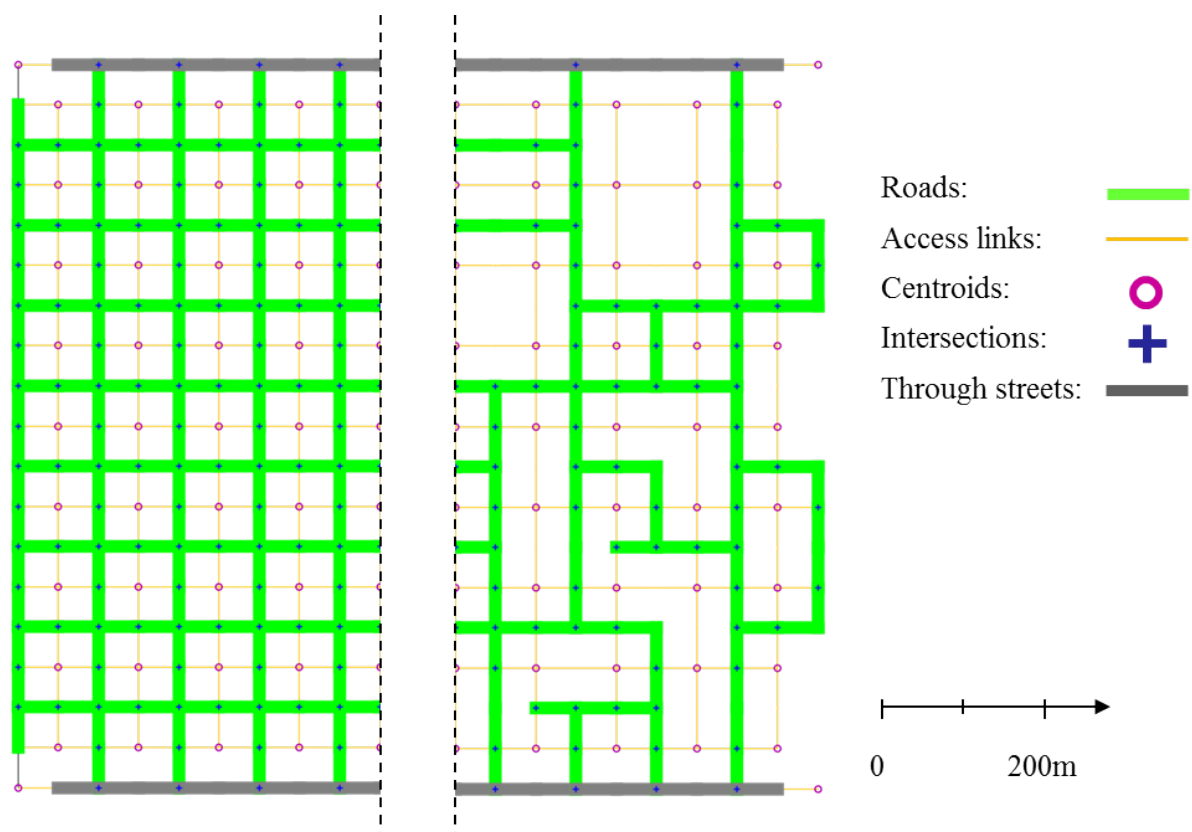 Roads:
Access links:
Centroids:
Intersections:
Through streets:
0 200m